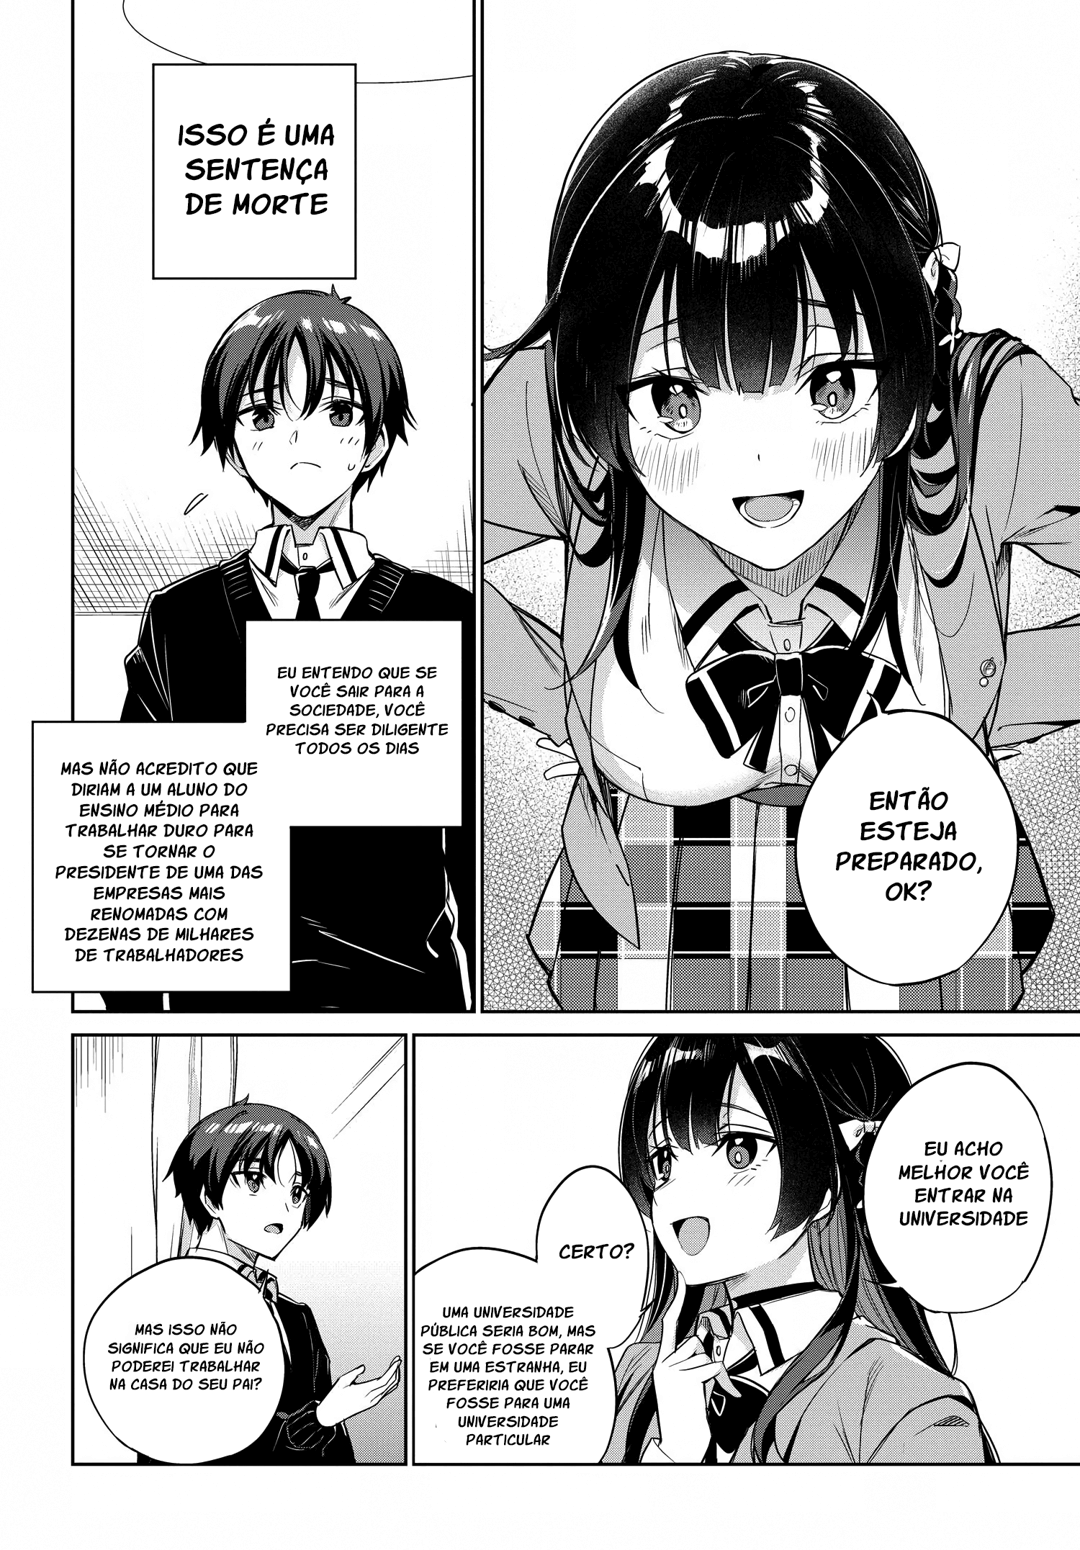 ENTÃO
ESTEJA
PREPARADO,
OK?
ISSO É UMA
SENTENÇA
DE MORTE
EU ENTENDO QUE SE
VOCÊ SAIR PARA A
SOCIEDADE, VOCÊ
PRECISA SER DILIGENTE
TODOS OS DIAS
MAS NÃO ACREDITO QUE
DIRIAM A UM ALUNO DO
ENSINO MÉDIO PARA
TRABALHAR DURO PARA
SE TORNAR O
PRESIDENTE DE UMA DAS
EMPRESAS MAIS
RENOMADAS COM
DEZENAS DE MILHARES
DE TRABALHADORES
EU ACHO
MELHOR VOCÊ
ENTRAR NA
UNIVERSIDADE
CERTO?
UMA UNIVERSIDADE
PÚBLICA SERIA BOM, MAS
SE VOCÊ FOSSE PARAR
EM UMA ESTRANHA, EU
PREFERIRIA QUE VOCÊ
FOSSE PARA UMA
UNIVERSIDADE
PARTICULAR
MAS ISSO NÃO
SIGNIFICA QUE EU NÃO
PODEREI TRABALHAR
NA CASA DO SEU PAI?